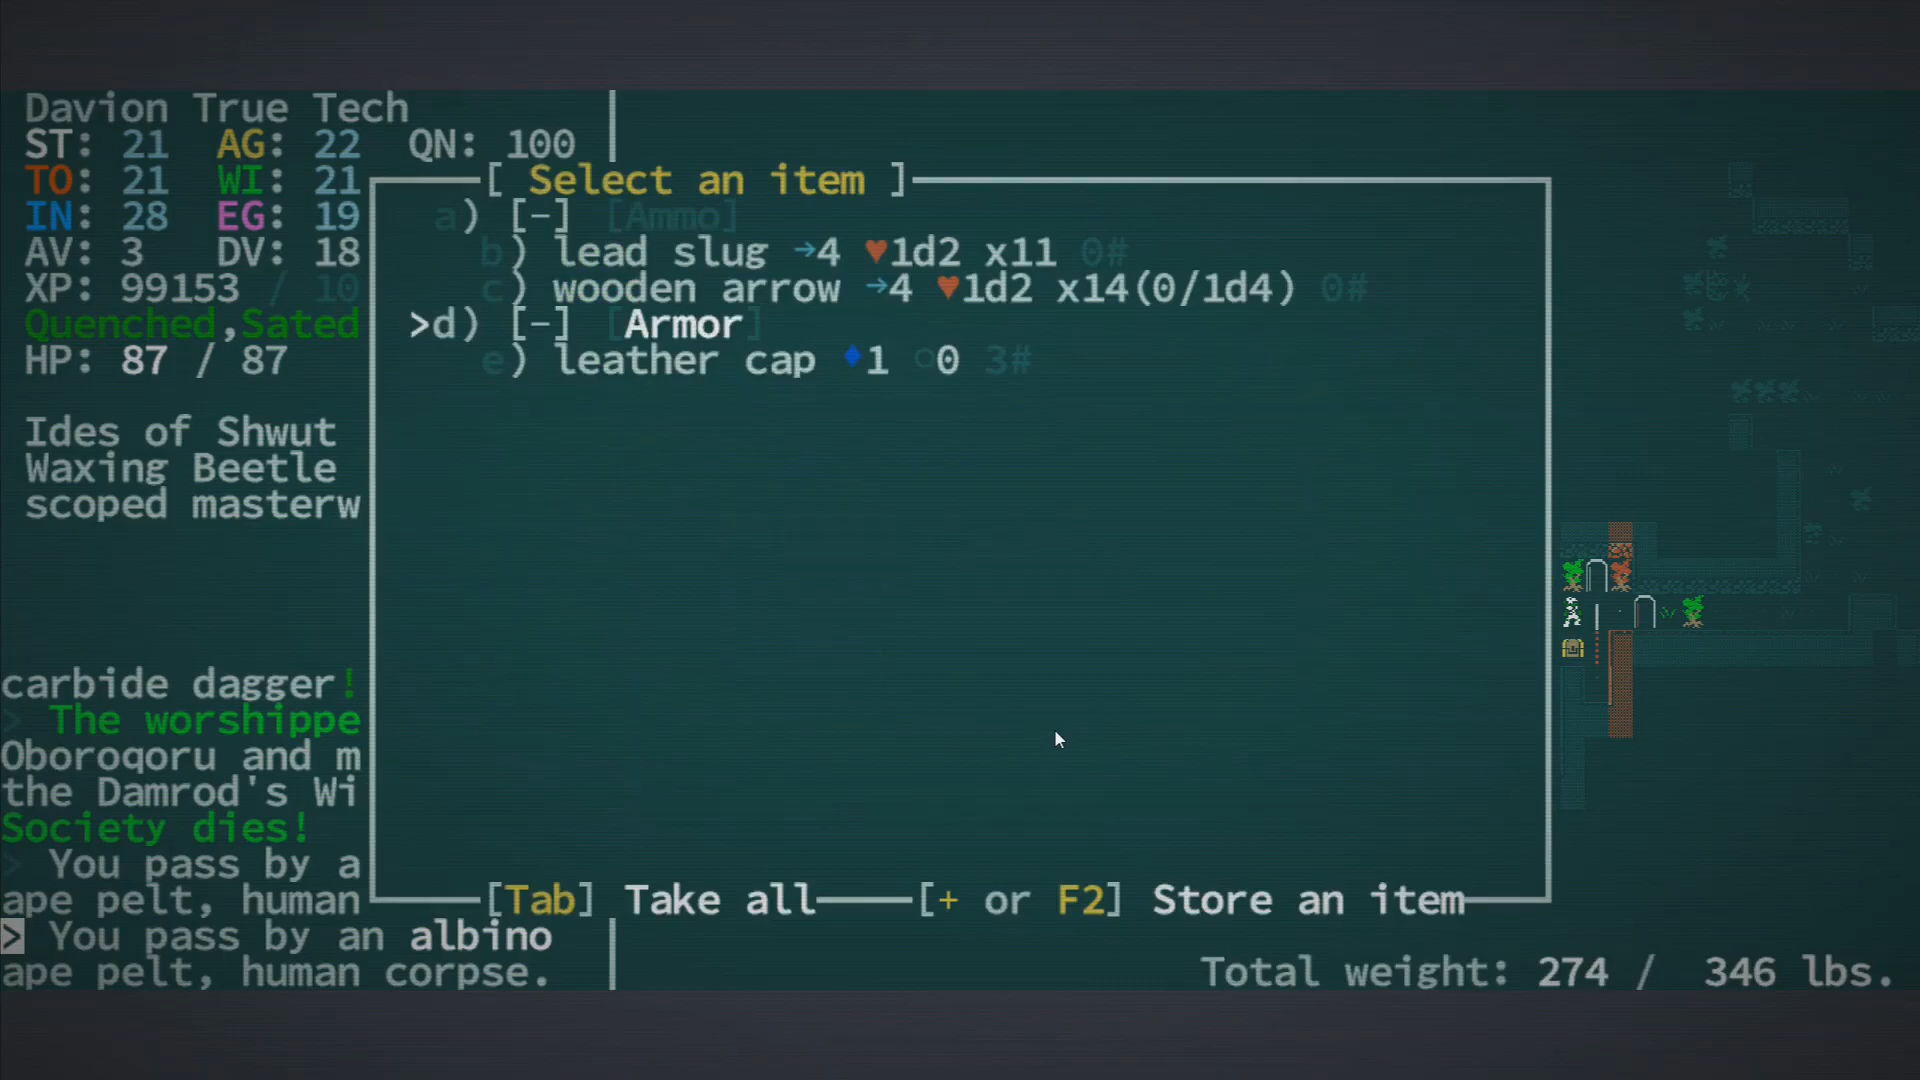 Davion True Tech
ST: 21 AG: 22 QN: 100
TO: 21 WI: 21
IN: 28 EG: 19
AV: 3 DV: 18
XP: 99153 / 10
Quenched,Sated
HP: 87 / 87
Ides of Shwut
Waxing Beetle
scoped masterw
[ Select an item ]
a) [-] [Ammo]
b) lead slug →4 ♥1d2 x11 0#
c) wooden arrow →4 ♥1d2 x14(0/1d4) 0#
>d) [-] [Armor]
e) leather cap ♦1 ○0 3#
carbide dagger!
> The worshippe
Oboroqoru and m
the Damrod's Wi
Society dies!
> You pass by a
ape pelt, human
> You pass by an albino
ape pelt, human corpse.
[Tab] Take all
[+ or F2] Store an item
Total weight: 274 / 346 lbs.